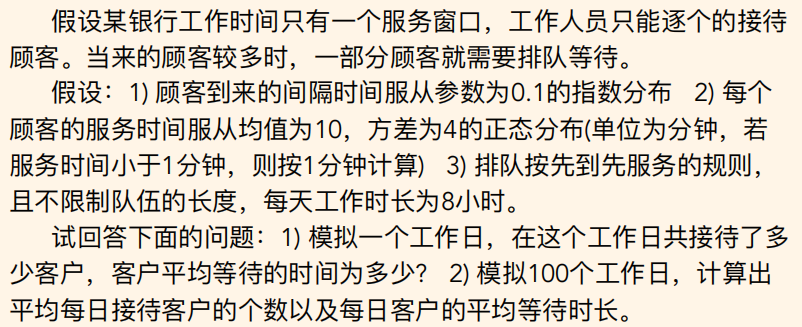 假设某银行工作时间只有一个服务窗口，工作人员只能逐个的接待
顾客。当来的顾客较多时，一部分顾客就需要排队等待。
假设：1) 顾客到来的间隔时间服从参数为0.1的指数分布 2) 每个
顾客的服务时间服从均值为10，方差为4的正态分布(单位为分钟，若
服务时间小于1分钟，则按1分钟计算) 3) 排队按先到先服务的规则，
且不限制队伍的长度，每天工作时长为8小时。
试回答下面的问题：1) 模拟一个工作日，在这个工作日共接待了多
少客户，客户平均等待的时间为多少？ 2) 模拟100个工作日，计算出
平均每日接待客户的个数以及每日客户的平均等待时长。